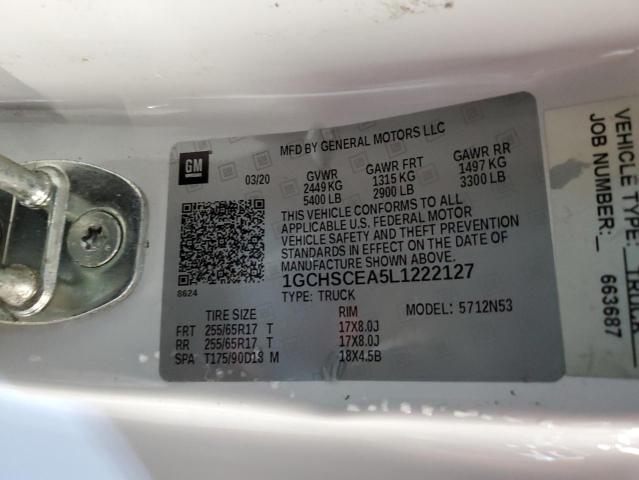 GM
MFD BY GENERAL MOTORS LLC
03/20 GVWR GAWR FRT GAWR RR
2449 KG 1315 KG 1497 KG
5400 LB 2900 LB 3300 LB
THIS VEHICLE CONFORMS TO ALL
APPLICABLE U.S. FEDERAL MOTOR
VEHICLE SAFETY AND THEFT PREVENTION
STANDARDS IN EFFECT ON THE DATE OF
MANUFACTURE SHOWN ABOVE.
8624 1GCHSCEA5L1222127
TYPE: TRUCK
TIRE SIZE RIM MODEL: 5712N53
FRT 255/65R17 T 17X8.0J
RR 255/65R17 T 17X8.0J
SPA T175/90D18 M 18X4.5B
VEHICLE TYPE:
JOB NUMBER:_ 663687